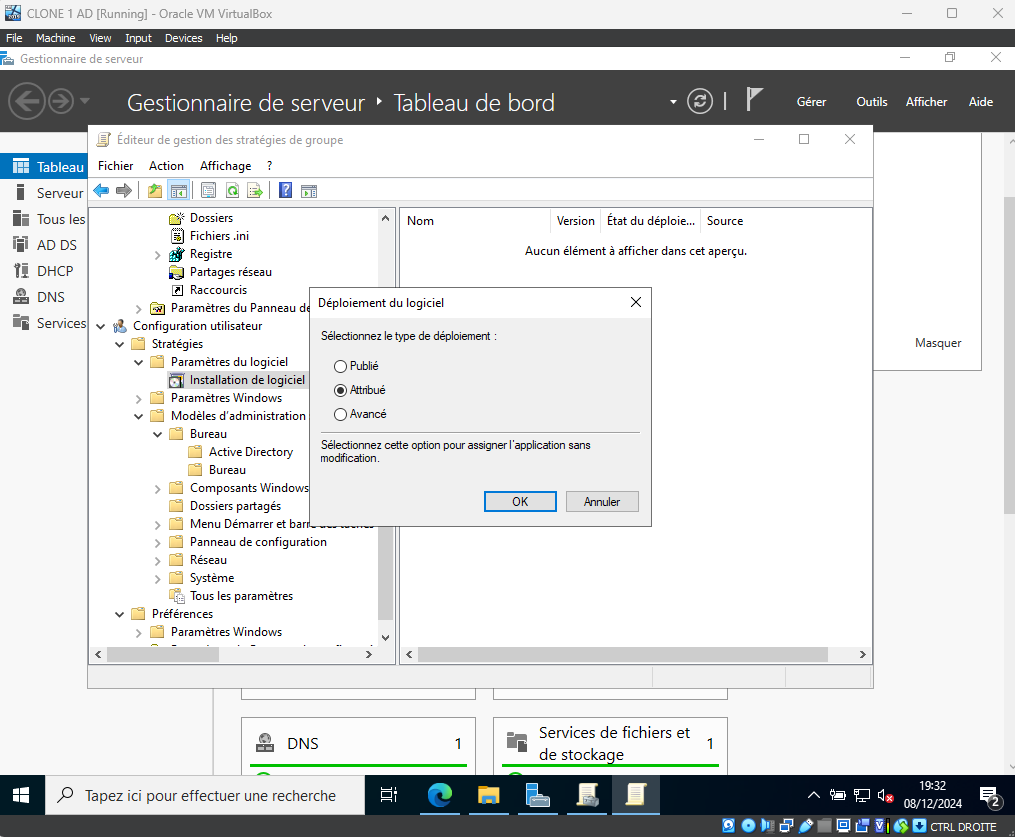 CLONE 1 AD [Running] - Oracle VM VirtualBox
File Machine View Input Devices Help
Gestionnaire de serveur
Gestionnaire de serveur Tableau de bord
Gérer Outils Afficher Aide
Éditeur de gestion des stratégies de groupe
Fichier Action Affichage ?
Tableau
Serveur
Tous les
AD DS
DHCP
DNS
Services
Dossiers
Fichiers .ini
Registre
Partages réseau
Raccourcis
Paramètres du Panneau de
Configuration utilisateur
Stratégies
Paramètres du logiciel
Installation de logiciel
Paramètres Windows
Modèles d'administration
Bureau
Active Directory
Bureau
Composants Windows
Dossiers partagés
Menu Démarrer et barre des tâches
Panneau de configuration
Réseau
Système
Tous les paramètres
Préférences
Paramètres Windows
Nom Version État du déploie... Source
Aucun élément à afficher dans cet aperçu.
Déploiement du logiciel
Sélectionnez le type de déploiement :
Publié
Attribué
Avancé
Sélectionnez cette option pour assigner l'application sans
modification.
OK Annuler
Masquer
DNS 1
Services de fichiers et
de stockage 1
Tapez ici pour effectuer une recherche
19:32
08/12/2024
2
CTRL DROITE